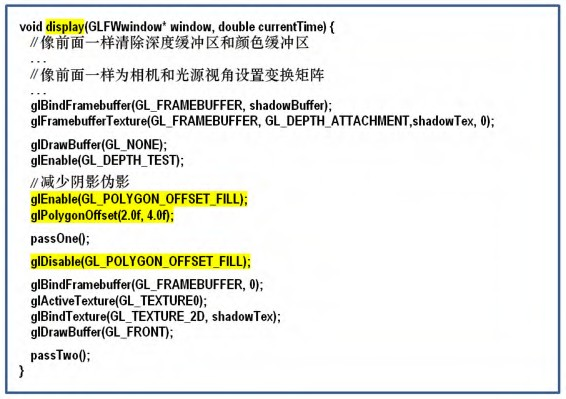 void display(GLFWwindow* window, double currentTime) {
//像前面一样清除深度缓冲区和颜色缓冲区
...
//像前面一样为相机和光源视角设置变换矩阵
...
glBindFramebuffer(GL_FRAMEBUFFER, shadowBuffer);
glFramebufferTexture(GL_FRAMEBUFFER, GL_DEPTH_ATTACHMENT,shadowTex, 0);
glDrawBuffer(GL_NONE);
glEnable(GL_DEPTH_TEST);
//减少阴影伪影
glEnable(GL_POLYGON_OFFSET_FILL);
glPolygonOffset(2.0f, 4.0f);
passOne();
glDisable(GL_POLYGON_OFFSET_FILL);
glBindFramebuffer(GL_FRAMEBUFFER, 0);
glActiveTexture(GL_TEXTURE0);
glBindTexture(GL_TEXTURE_2D, shadowTex);
glDrawBuffer(GL_FRONT);
passTwo();
}